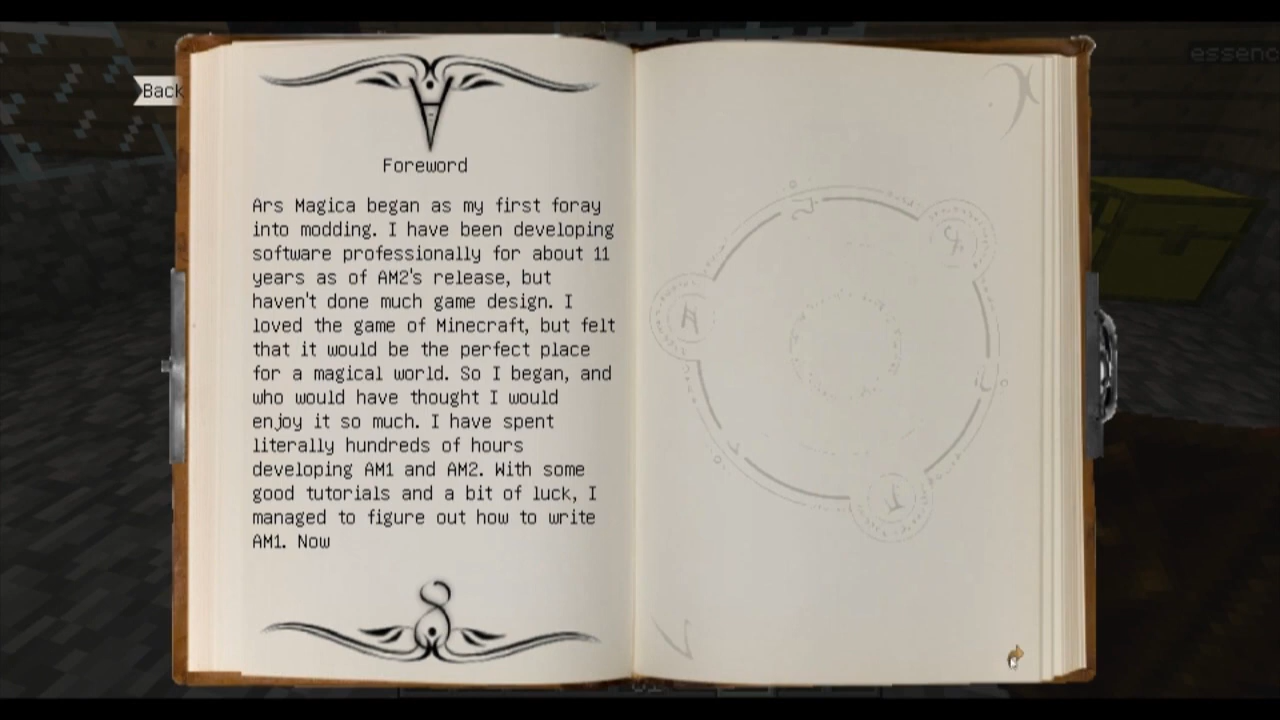 essenc
Back
Foreword
Ars Magica began as my first foray
into modding. I have been developing
software professionally for about 11
years as of AM2's release, but
haven't done much game design. I
loved the game of Minecraft, but felt
that it would be the perfect place
for a magical world. So I began, and
who would have thought I would
enjoy it so much. I have spent
literally hundreds of hours
developing AM1 and AM2. With some
good tutorials and a bit of luck, I
managed to figure out how to write
AM1. Now